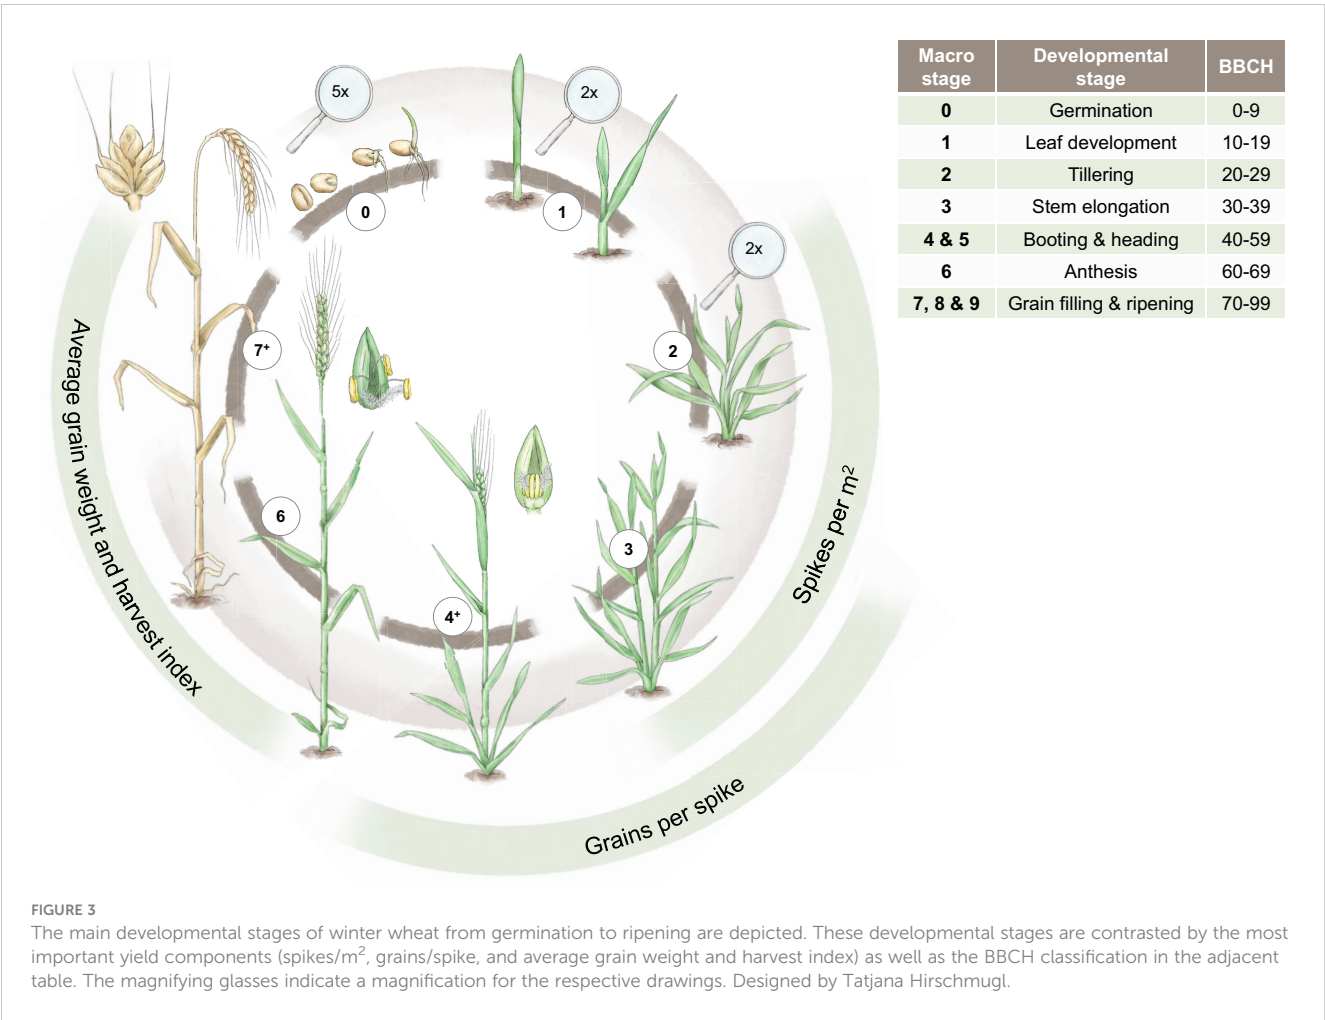 5x
2x
2x
0
1
2
3
4+
6
7+
Average grain weight and harvest index
Spikes per m2
Grains per spike
Macro stage Developmental stage BBCH
0 Germination 0-9
1 Leaf development 10-19
2 Tillering 20-29
3 Stem elongation 30-39
4 & 5 Booting & heading 40-59
6 Anthesis 60-69
7, 8 & 9 Grain filling & ripening 70-99
FIGURE 3
The main developmental stages of winter wheat from germination to ripening are depicted. These developmental stages are contrasted by the most
important yield components (spikes/m2, grains/spike, and average grain weight and harvest index) as well as the BBCH classification in the adjacent
table. The magnifying glasses indicate a magnification for the respective drawings. Designed by Tatjana Hirschmugl.